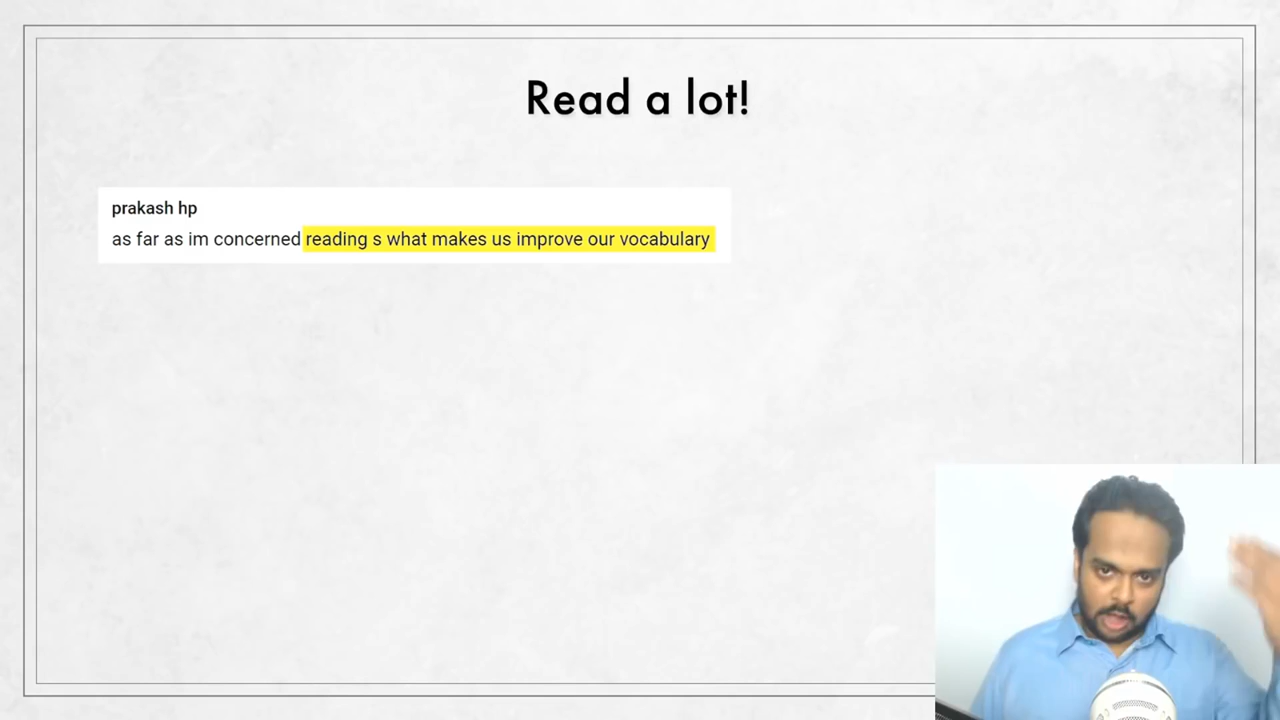 Read a lot!
prakash hp
as far as im concerned reading s what makes us improve our vocabulary